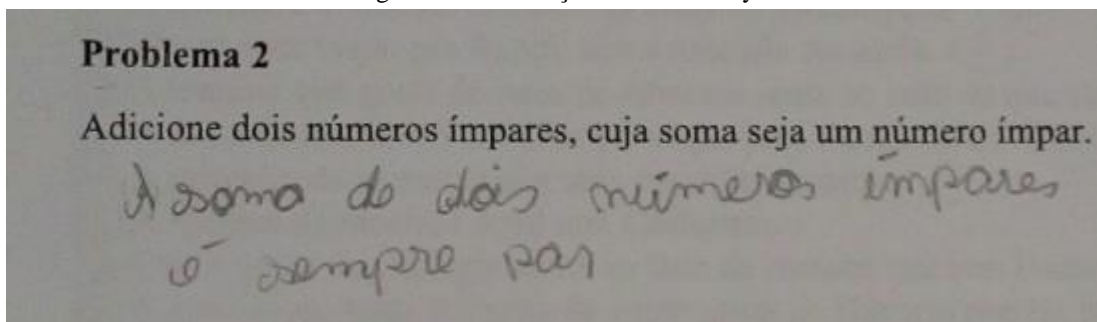 Problema 2
Adicione dois números ímpares, cuja soma seja um número ímpar.
A soma de dois números ímpares
é sempre par